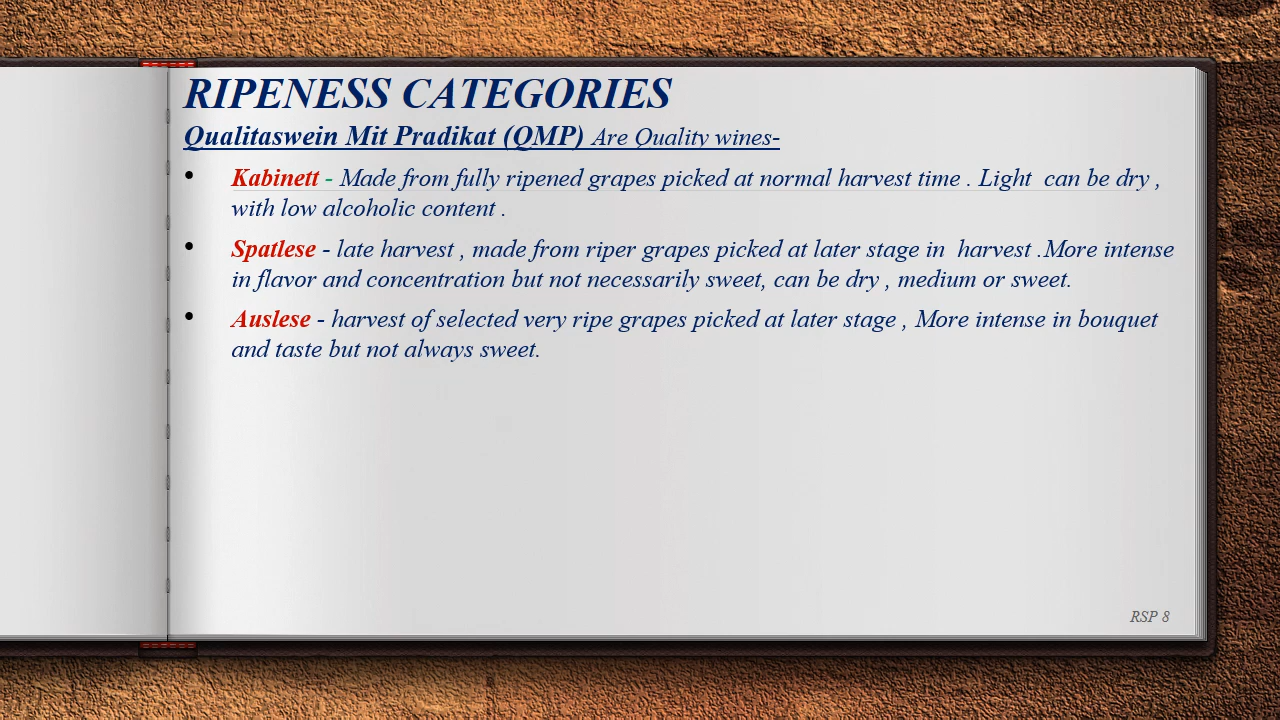 RIPENESS CATEGORIES
Qualitaswein Mit Pradikat (QMP) Are Quality wines-
• Kabinett - Made from fully ripened grapes picked at normal harvest time . Light  can be dry ,
with low alcoholic content .
• Spatlese - late harvest , made from riper grapes picked at later stage in  harvest .More intense
in flavor and concentration but not necessarily sweet, can be dry , medium or sweet.
• Auslese - harvest of selected very ripe grapes picked at later stage , More intense in bouquet
and taste but not always sweet.
RSP 8